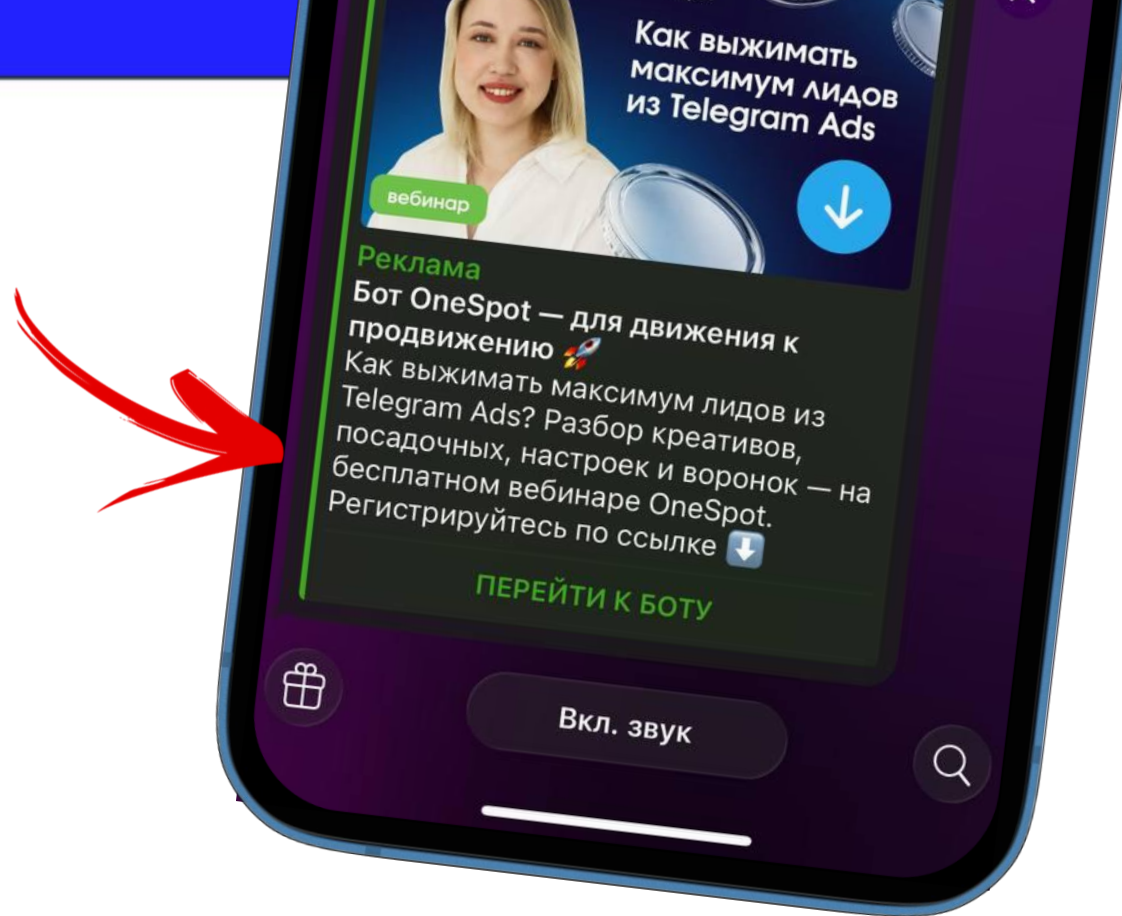 Как выжимать
максимум лидов
из Telegram Ads
вебинар
Реклама
Бот OneSpot — для движения к
продвижению 🚀
Как выжимать максимум лидов из
Telegram Ads? Разбор креативов,
посадочных, настроек и воронок — на
бесплатном вебинаре OneSpot.
Регистрируйтесь по ссылке ⬇️
ПЕРЕЙТИ К БОТУ
Вкл. звук